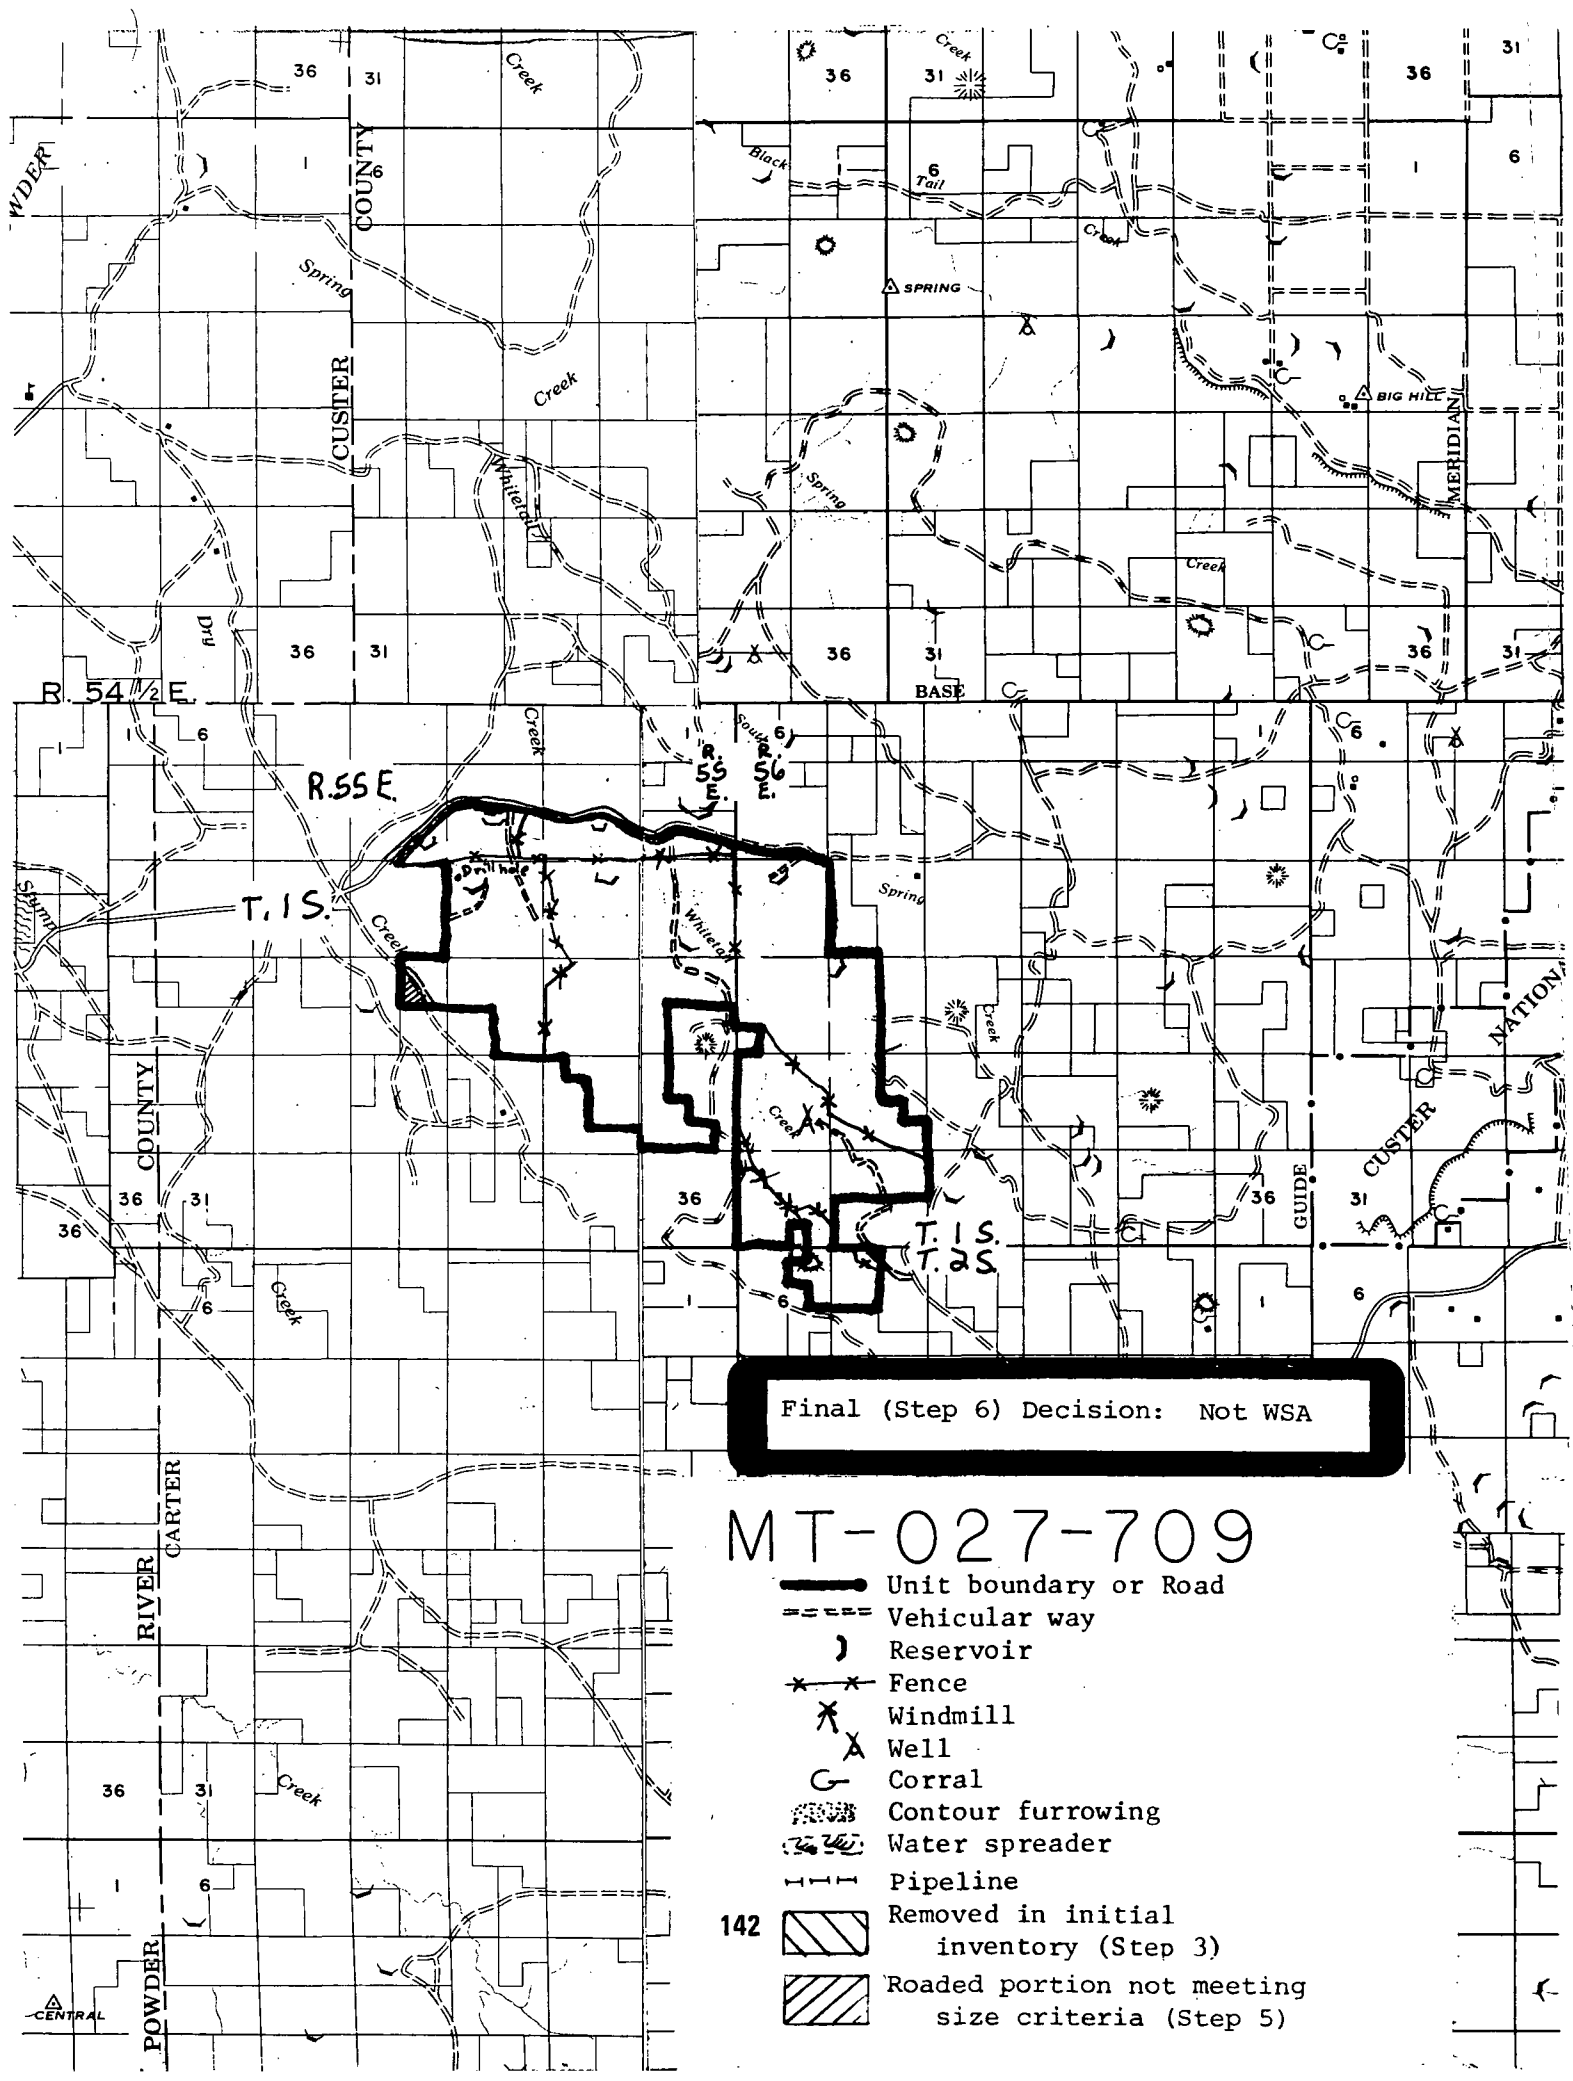 36
31
Creek
Creek
36
31
36
31
WDER
1
6
COUNTY
Black
6
Tail
1
6
Creek
Spring
SPRING
CUSTER
Creek
BIG HILL
MERIDIAN
Whitetail
Spring
Creek
Dry
36
31
36
31
36
31
R. 54 1/2 E.
BASE
1
1
6
Creek
1
South
6
1
6
R.
55
E.
R.
56
E.
R.55 E.
Drill hole
Spring
Stump
T. 1 S.
Creek
Whitetail
NATION
Creek
COUNTY
Creek
CUSTER
36
31
36
36
GUIDE
36
31
T. 1 S.
T. 2 S.
Creek
6
1
6
1
6
Final (Step 6) Decision: Not WSA
CARTER
RIVER
MT-027-709
Unit boundary or Road
Vehicular way
Reservoir
Fence
Windmill
Well
Corral
Contour furrowing
Water spreader
Pipeline
142
Removed in initial
inventory (Step 3)
Roaded portion not meeting
size criteria (Step 5)
36
31
Creek
1
6
POWDER
CENTRAL